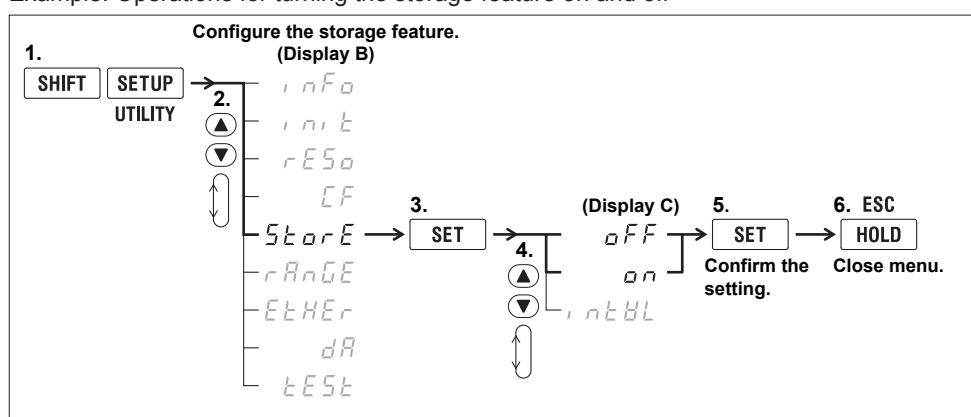 Example: Operations for turning the storage feature on and off
Configure the storage feature.
(Display B)
1.
SHIFT SETUP
UTILITY
2.
inFo
init
rESo
CF
StorE
rAnGE
EtHEr
dA
tESt
3.
SET
4.
(Display C)
oFF
on
intVL
5.
SET
Confirm the
setting.
6. ESC
HOLD
Close menu.